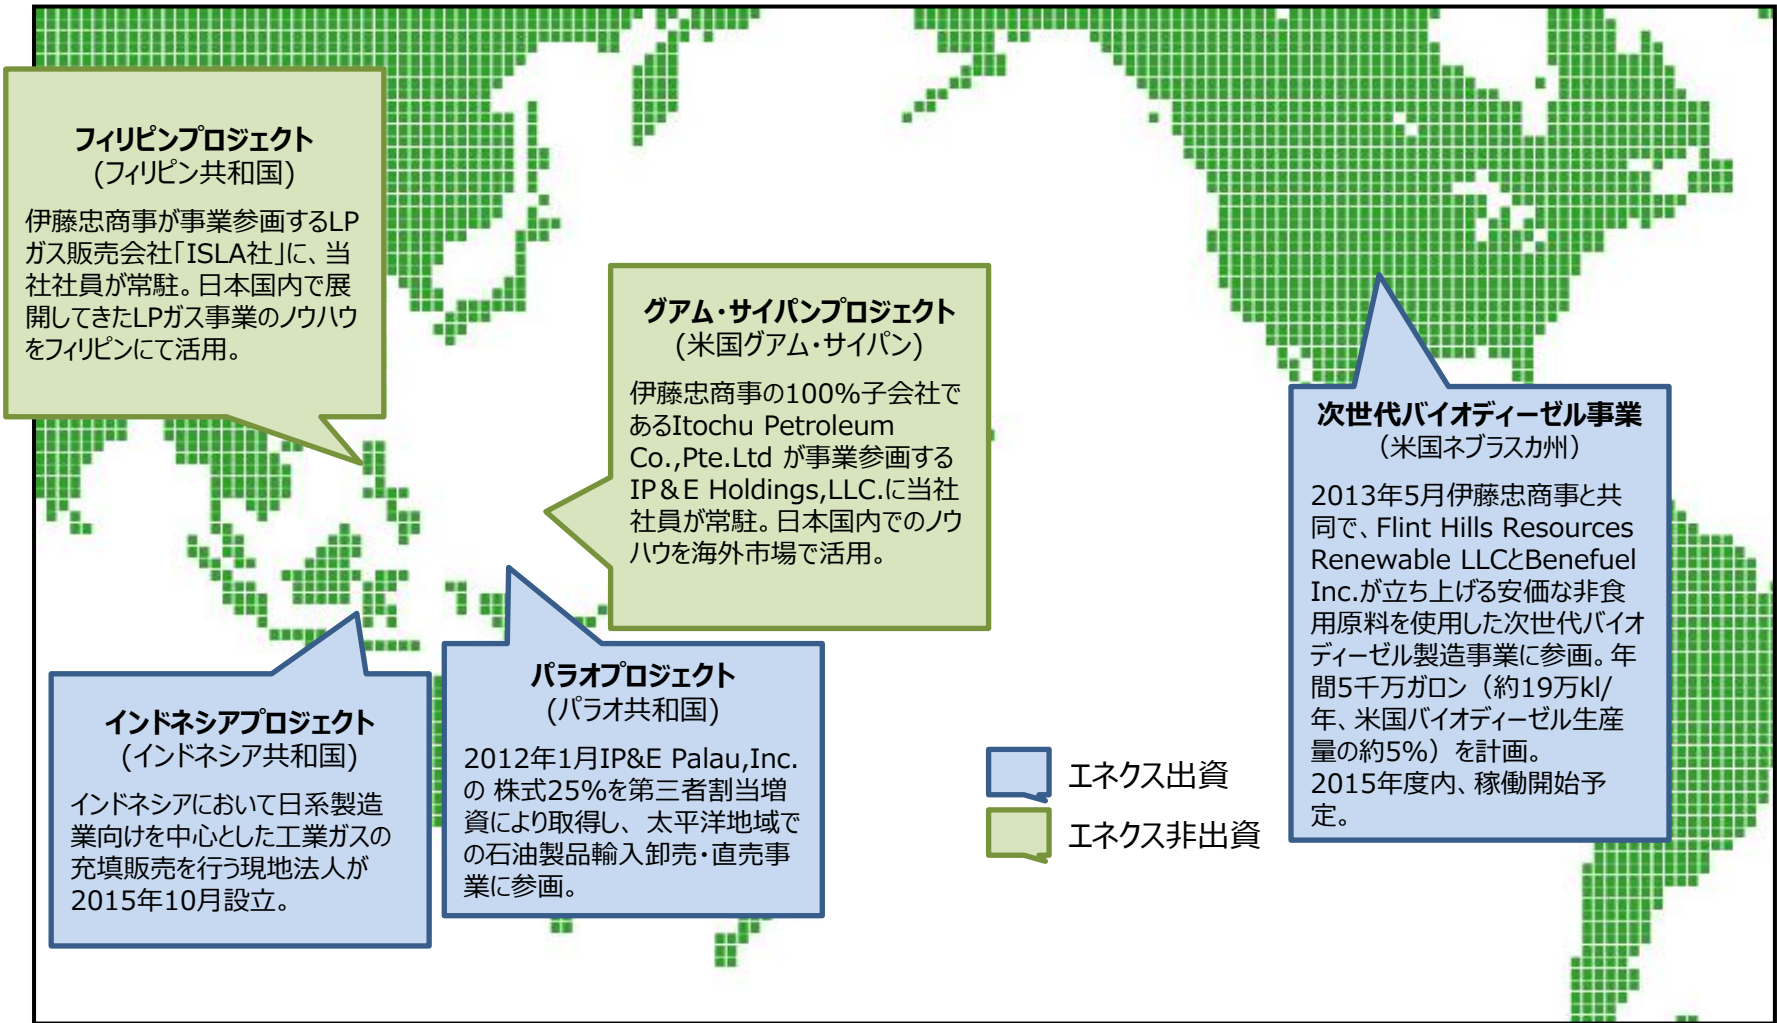 フィリピンプロジェクト
(フィリピン共和国)
伊藤忠商事が事業参画するLP
ガス販売会社「ISLA社」に、当
社社員が常駐。日本国内で展
開してきたLPガス事業のノウハウ
をフィリピンにて活用。
グアム・サイパンプロジェクト
(米国グアム・サイパン)
伊藤忠商事の100%子会社で
あるItochu Petroleum
Co.,Pte.Ltd が事業参画する
IP&E Holdings,LLC.に当社
社員が常駐。日本国内でのノウ
ハウを海外市場で活用。
次世代バイオディーゼル事業
（米国ネブラスカ州）
2013年5月伊藤忠商事と共
同で、Flint Hills Resources
Renewable LLCとBenefuel
Inc.が立ち上げる安価な非食
用原料を使用した次世代バイオ
ディーゼル製造事業に参画。年
間5千万ガロン（約19万kl/
年、米国バイオディーゼル生産
量の約5%）を計画。
2015年度内、稼働開始予
定。
インドネシアプロジェクト
(インドネシア共和国)
インドネシアにおいて日系製造
業向けを中心とした工業ガスの
充填販売を行う現地法人が
2015年10月設立。
パラオプロジェクト
(パラオ共和国)
2012年1月IP&E Palau,Inc.
の 株式25%を第三者割当増
資により取得し、太平洋地域で
の石油製品輸入卸売・直売事
業に参画。
エネクス出資
エネクス非出資